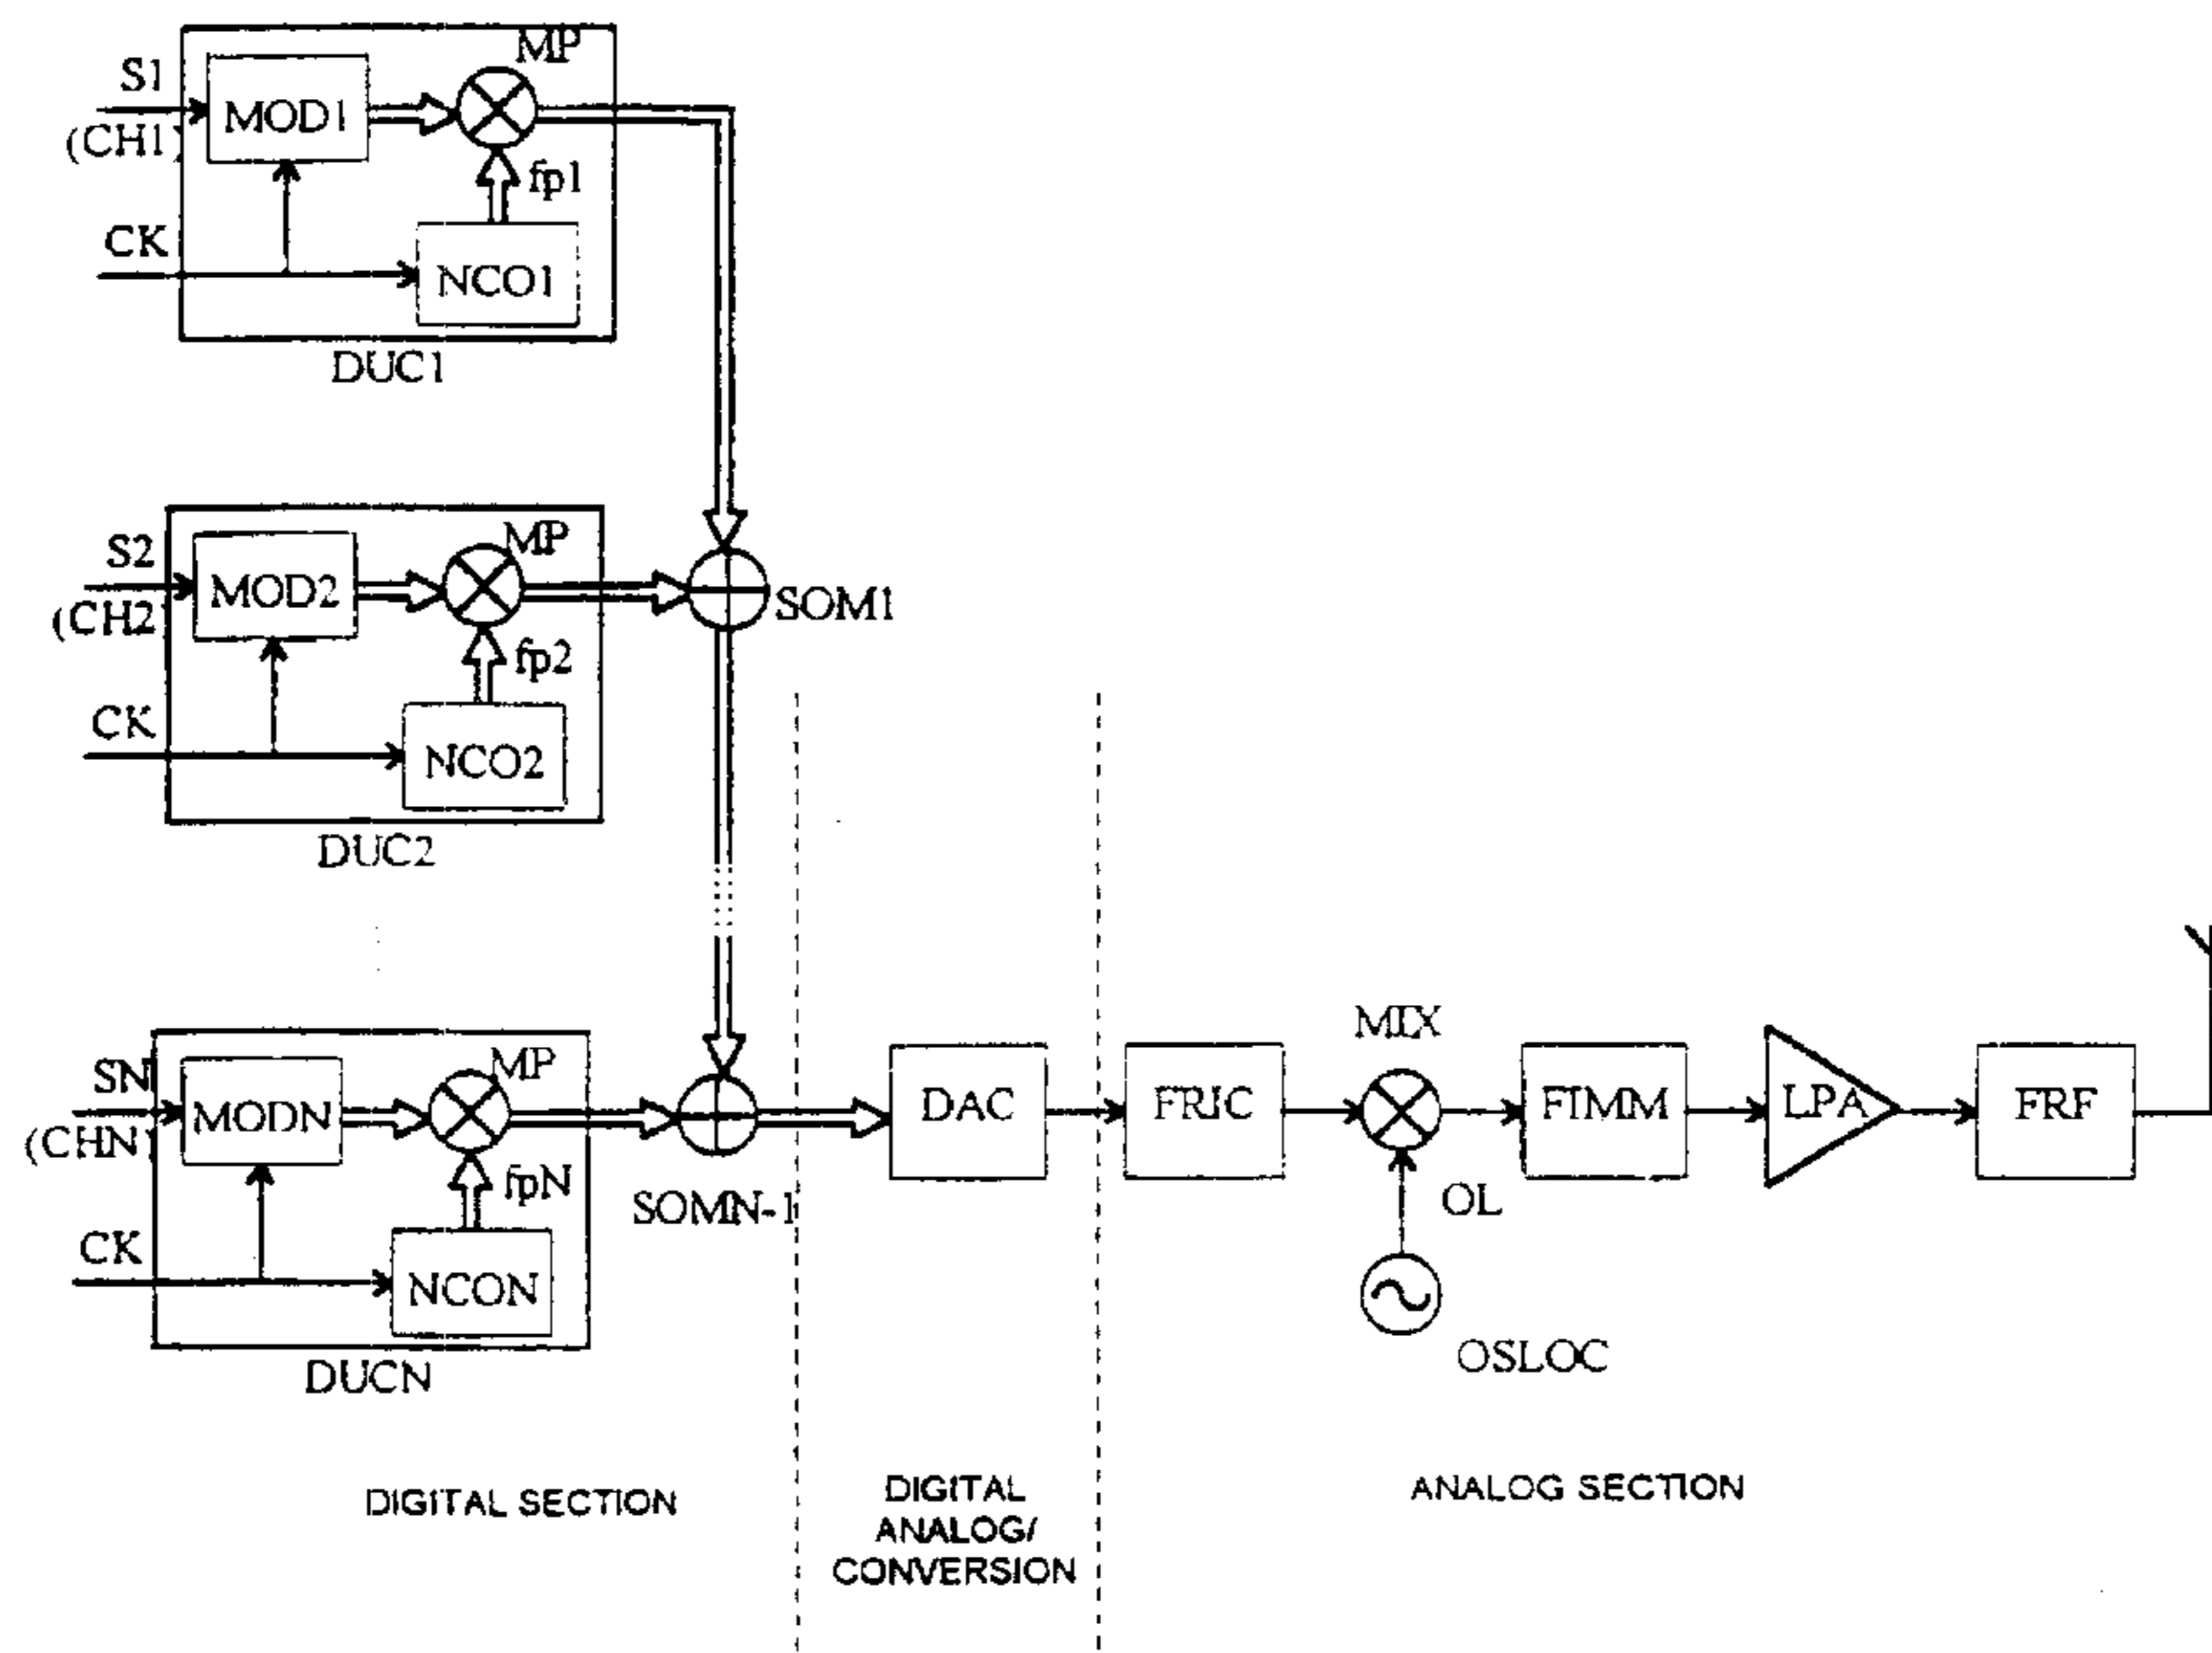 MP
S1
MOD1
(CH1)
fp1
CK
NCO1
DUC1
MP
S2
MOD2
(CH2)
SOM1
fp2
CK
NCO2
DUC2
MIX
MP
SN
MODN
DAC
FRIC
FIMM
LPA
FRF
(CHN)
fpN
SOMN-1
OL
CK
NCON
OSLOC
DUCN
DIGITAL SECTION
DIGITAL
ANALOG/
CONVERSION
ANALOG SECTION